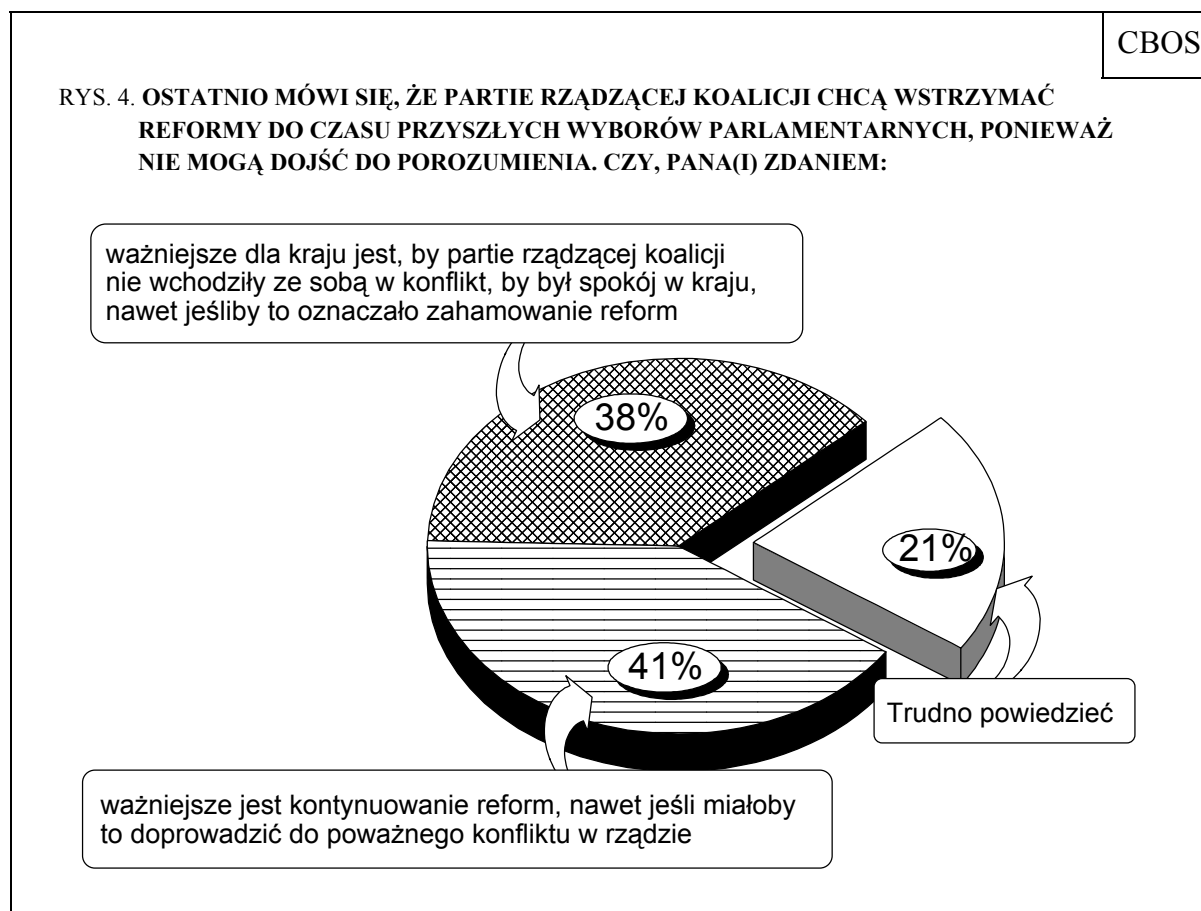 CBOS
RYS. 4. OSTATNIO MÓWI SIĘ, ŻE PARTIE RZĄDZĄCEJ KOALICJI CHCĄ WSTRZYMAĆ
REFORMY DO CZASU PRZYSZŁYCH WYBORÓW PARLAMENTARNYCH, PONIEWAŻ
NIE MOGĄ DOJŚĆ DO POROZUMIENIA. CZY, PANA(I) ZDANIEM:
ważniejsze dla kraju jest, by partie rządzącej koalicji
nie wchodziły ze sobą w konflikt, by był spokój w kraju,
nawet jeśliby to oznaczało zahamowanie reform
38%
21%
41%
Trudno powiedzieć
ważniejsze jest kontynuowanie reform, nawet jeśli miałoby
to doprowadzić do poważnego konfliktu w rządzie